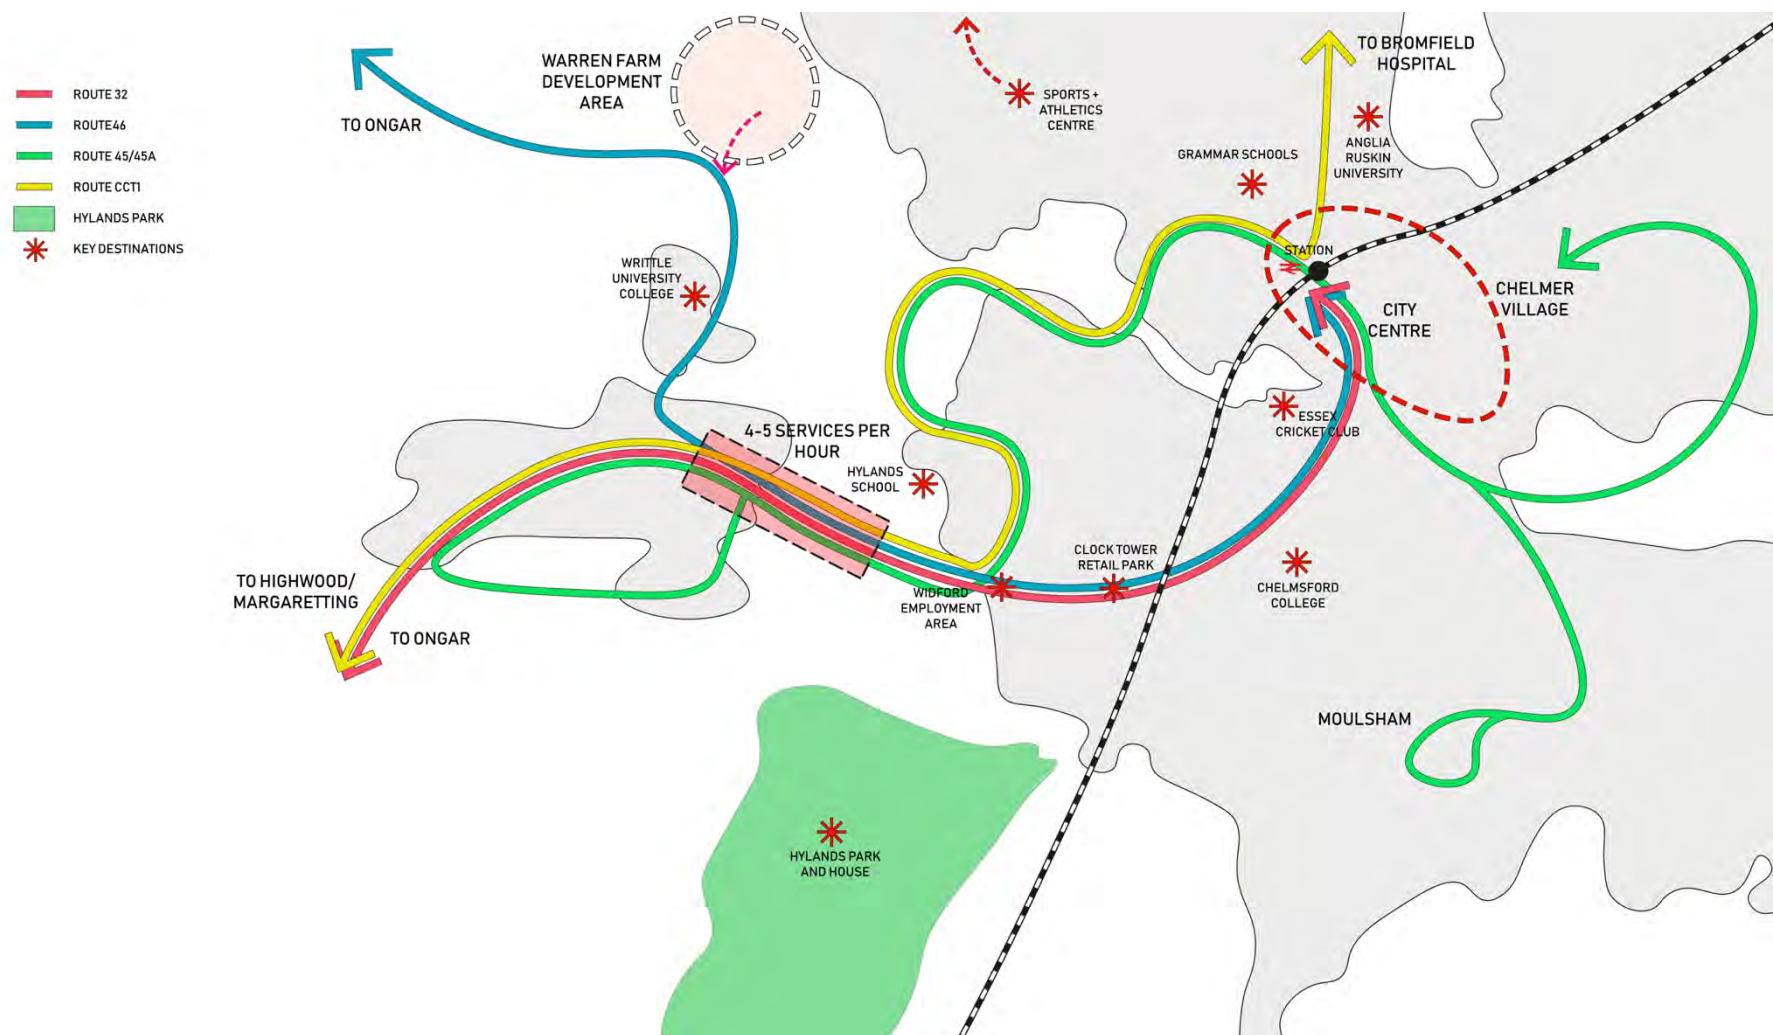 ROUTE 32
ROUTE46
ROUTE 45/45A
ROUTE CCT1
HYLANDS PARK
KEY DESTINATIONS
TO ONGAR
WARREN FARM
DEVELOPMENT
AREA
SPORTS +
ATHLETICS
CENTRE
TO BROMFIELD
HOSPITAL
ANGLIA
RUSKIN
UNIVERSITY
GRAMMAR SCHOOLS
STATION
CITY
CENTRE
CHELMER
VILLAGE
WRITTLE
UNIVERSITY
COLLEGE
4-5 SERVICES PER
HOUR
HYLANDS
SCHOOL
ESSEX
CRICKET CLUB
CLOCK TOWER
RETAIL PARK
WIDFORD
EMPLOYMENT
AREA
CHELMSFORD
COLLEGE
TO HIGHWOOD/
MARGARETTING
TO ONGAR
MOULSHAM
HYLANDS PARK
AND HOUSE